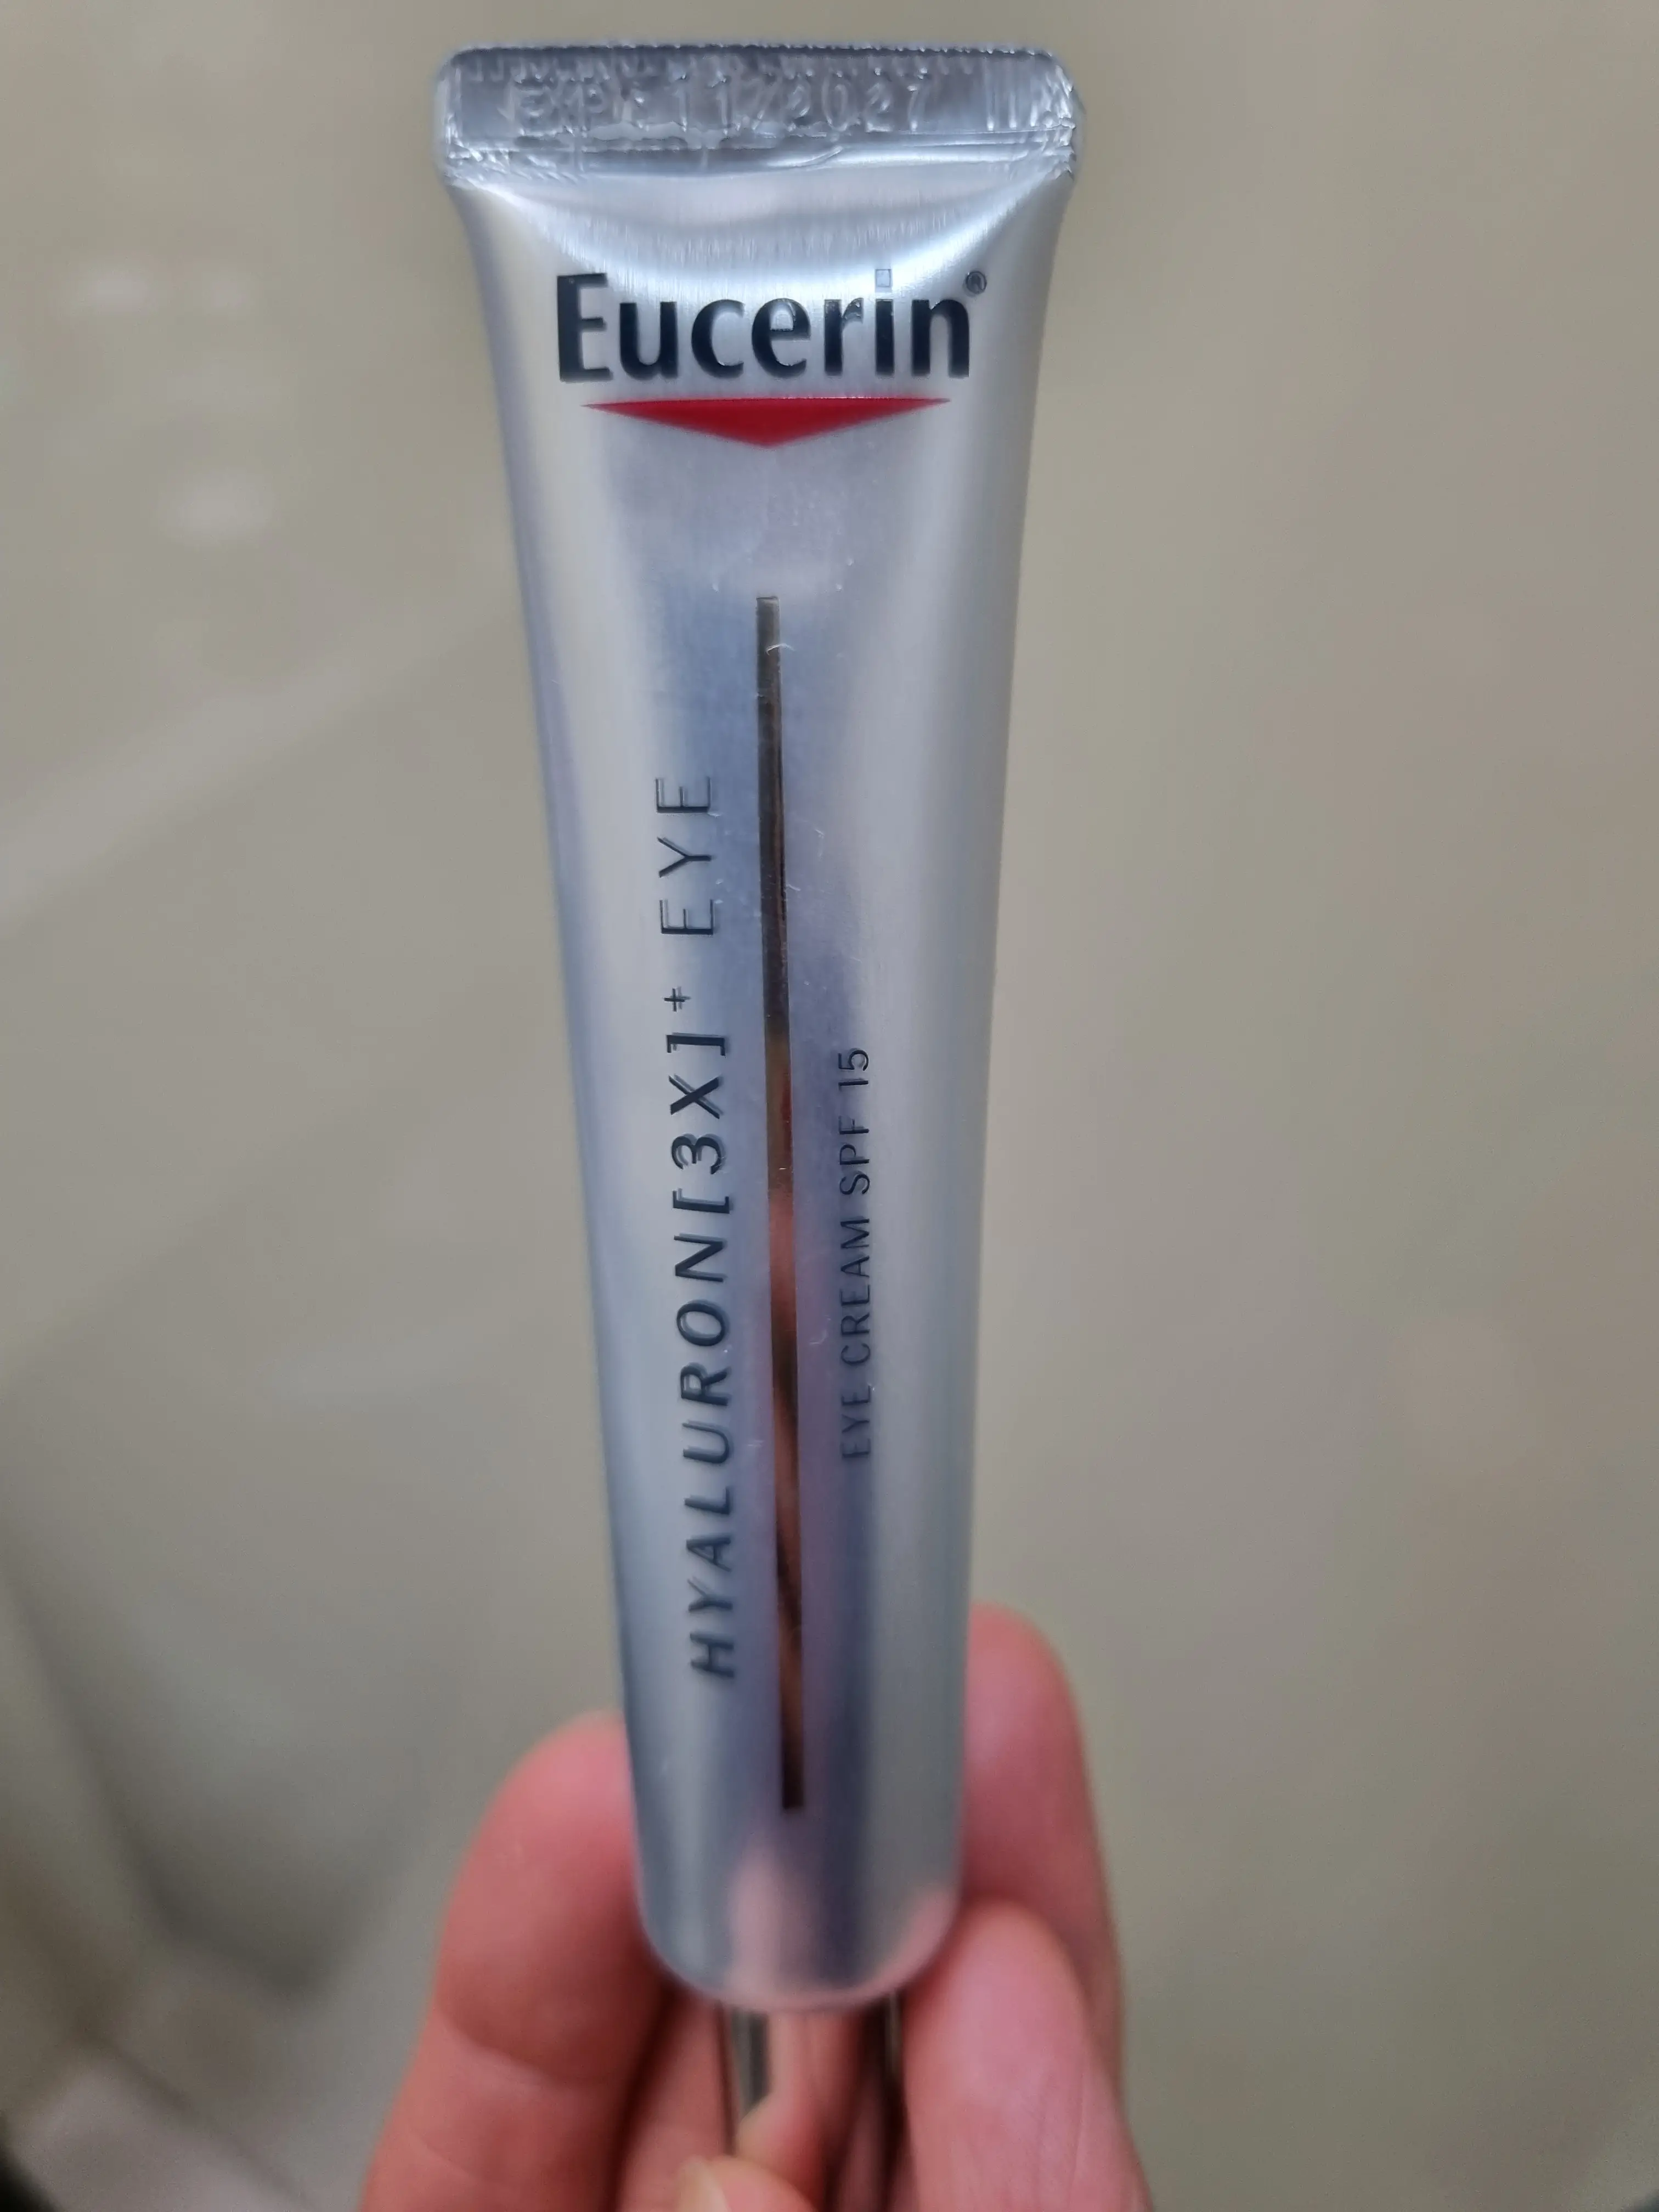 EXP: 11/2027
Eucerin®
HYALURON[3X]+ EYE
EYE CREAM SPF 15